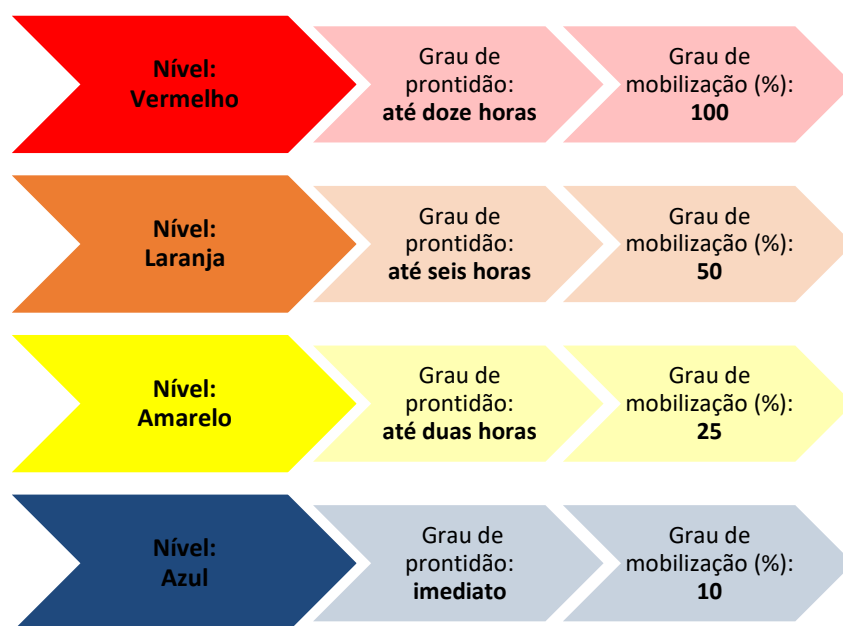 Nível:
Vermelho
Grau de
prontidão:
até doze horas
Grau de
mobilização (%):
100
Nível:
Laranja
Grau de
prontidão:
até seis horas
Grau de
mobilização (%):
50
Nível:
Amarelo
Grau de
prontidão:
até duas horas
Grau de
mobilização (%):
25
Nível:
Azul
Grau de
prontidão:
imediato
Grau de
mobilização (%):
10